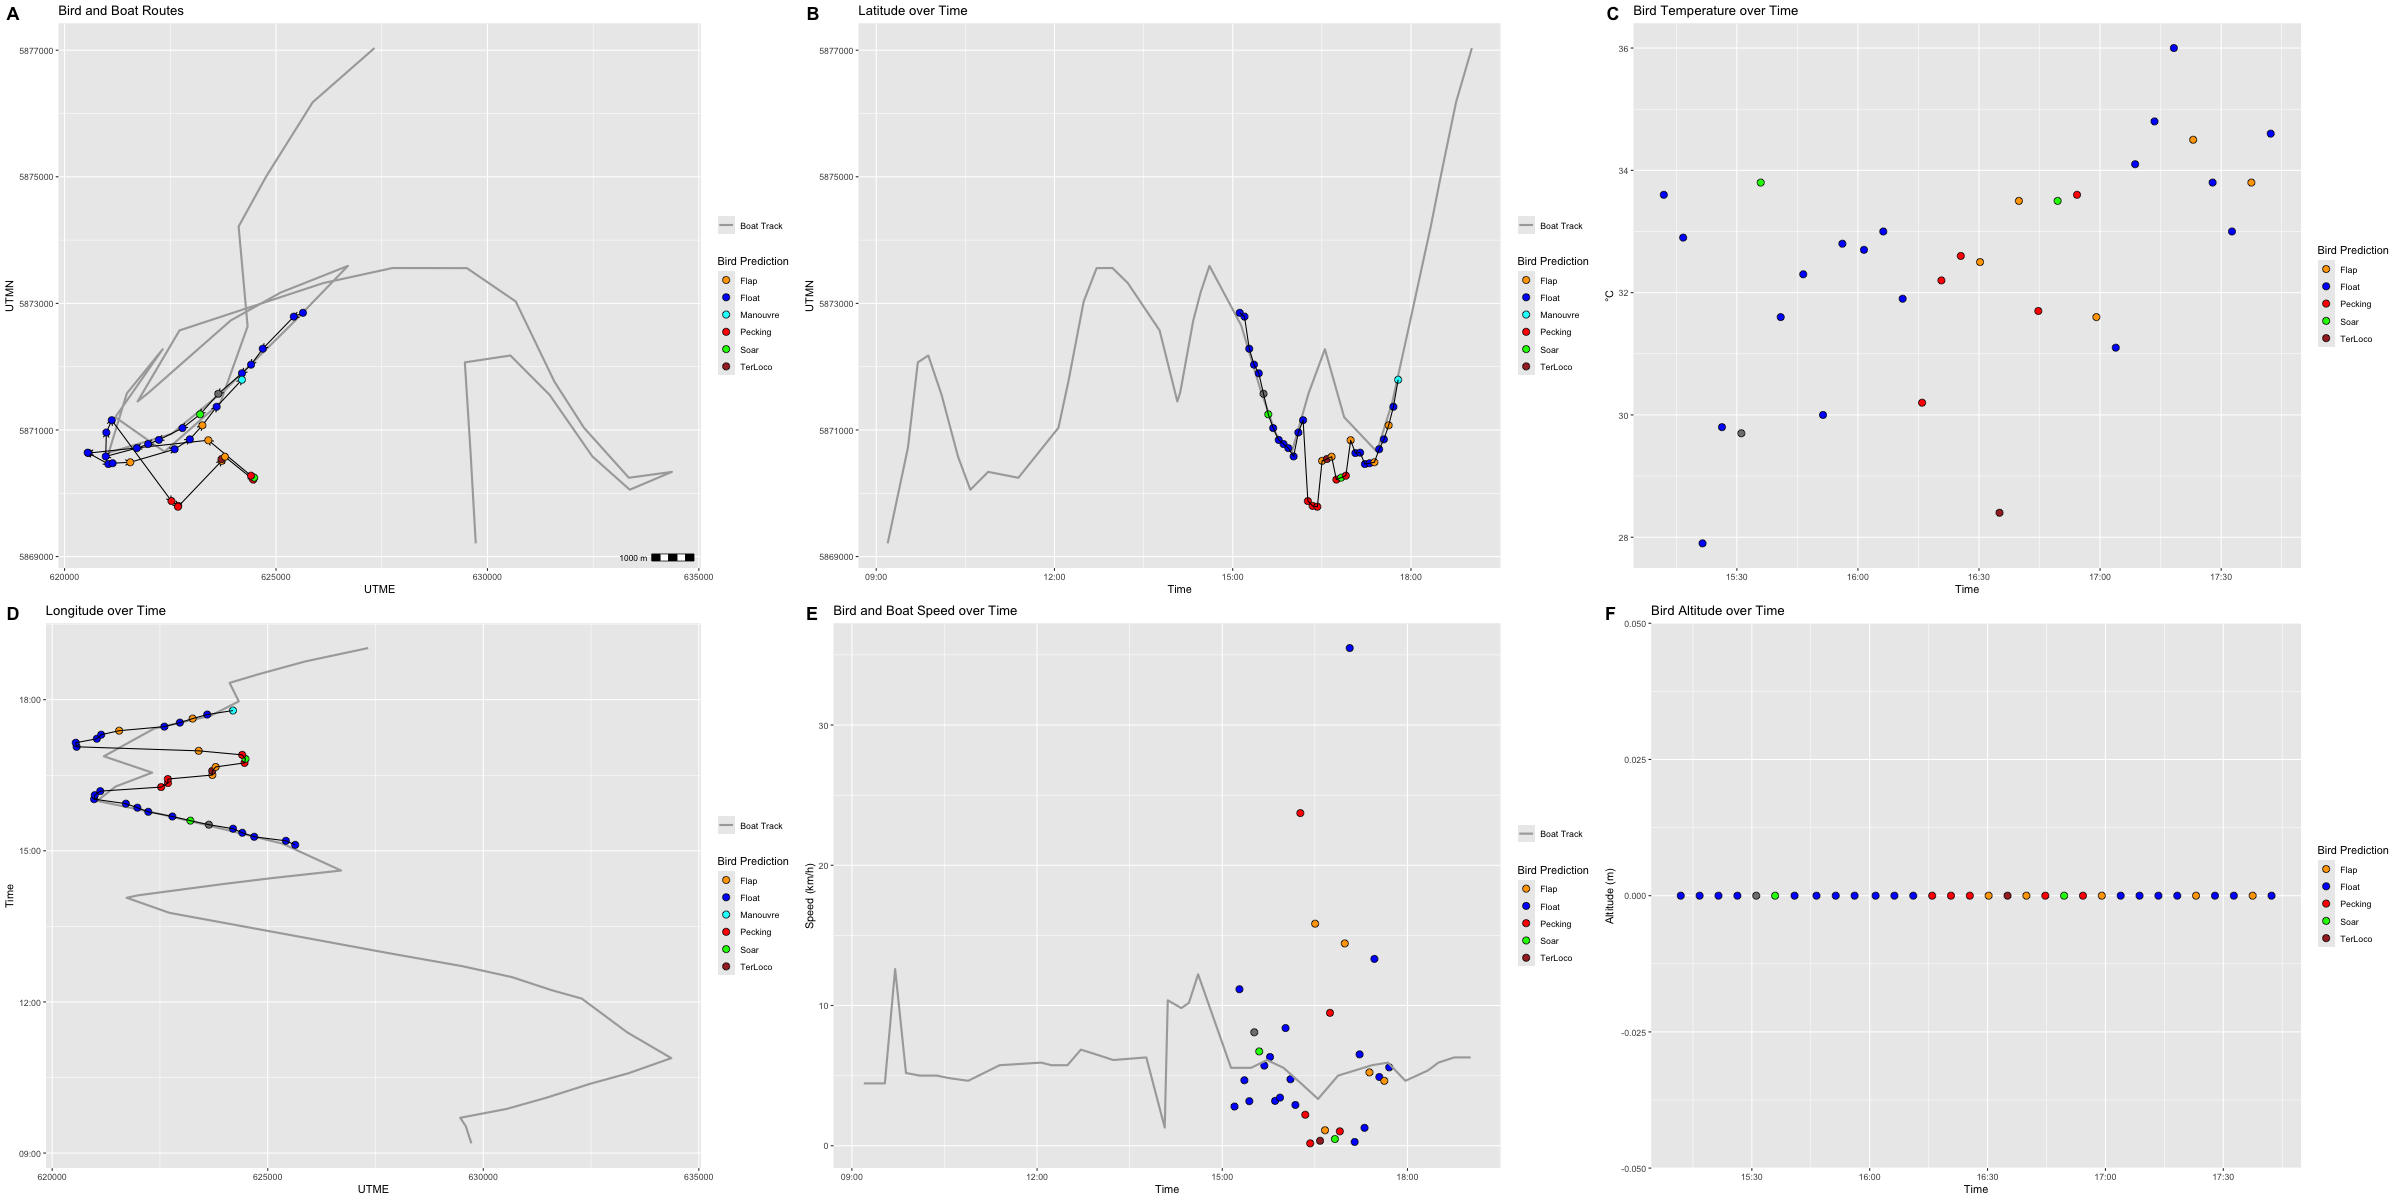 A Bird and Boat Routes
5877000
5875000
5873000
5871000
5869000
UTMN
620000 625000 630000 635000
UTME
1000 m
Boat Track
Bird Prediction
Flap
Float
Manouvre
Pecking
Soar
TerLoco
B Latitude over Time
5877000
5875000
5873000
5871000
5869000
UTMN
09:00 12:00 15:00 18:00
Time
Boat Track
Bird Prediction
Flap
Float
Manouvre
Pecking
Soar
TerLoco
C Bird Temperature over Time
36
34
32
30
28
°C
15:30 16:00 16:30 17:00 17:30
Time
Bird Prediction
Flap
Float
Pecking
Soar
TerLoco
D Longitude over Time
18:00
15:00
12:00
09:00
Time
620000 625000 630000 635000
UTME
Boat Track
Bird Prediction
Flap
Float
Manouvre
Pecking
Soar
TerLoco
E Bird and Boat Speed over Time
30
20
10
0
Speed (km/h)
09:00 12:00 15:00 18:00
Time
Boat Track
Bird Prediction
Flap
Float
Pecking
Soar
TerLoco
F Bird Altitude over Time
0.050
0.025
0.000
-0.025
-0.050
Altitude (m)
15:30 16:00 16:30 17:00 17:30
Time
Bird Prediction
Flap
Float
Pecking
Soar
TerLoco